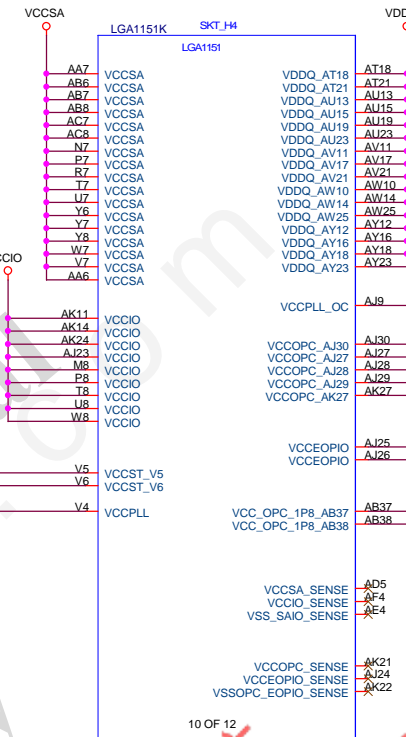 VCCSA
VDD
LGA1151K
SKT_H4
LGA1151
AA7 VCCSA VDDQ_AT18 AT18
AB6 VCCSA VDDQ_AT21 AT21
AB7 VCCSA VDDQ_AU13 AU13
AB8 VCCSA VDDQ_AU15 AU15
AC7 VCCSA VDDQ_AU19 AU19
AC8 VCCSA VDDQ_AU23 AU23
N7 VCCSA VDDQ_AV11 AV11
P7 VCCSA VDDQ_AV17 AV17
R7 VCCSA VDDQ_AV21 AV21
T7 VCCSA VDDQ_AW10 AW10
U7 VCCSA VDDQ_AW14 AW14
Y6 VCCSA VDDQ_AW25 AW25
Y7 VCCSA VDDQ_AY12 AY12
Y8 VCCSA VDDQ_AY16 AY16
W7 VCCSA VDDQ_AY18 AY18
V7 VCCSA VDDQ_AY23 AY23
AA6 VCCSA
CCIO
VCCPLL_OC AJ9
AK11 VCCIO
AK14 VCCIO
AK24 VCCIO VCCOPC_AJ30 AJ30
AJ23 VCCIO VCCOPC_AJ27 AJ27
M8 VCCIO VCCOPC_AJ28 AJ28
P8 VCCIO VCCOPC_AJ29 AJ29
T8 VCCIO VCCOPC_AK27 AK27
U8 VCCIO
W8 VCCIO
VCCEOPIO AJ25
VCCEOPIO AJ26
V5 VCCST_V5
V6 VCCST_V6
V4 VCCPLL VCC_OPC_1P8_AB37 AB37
VCC_OPC_1P8_AB38 AB38
VCCSA_SENSE AD5
VCCIO_SENSE AF4
VSS_SAIO_SENSE AE4
VCCOPC_SENSE AK21
VCCEOPIO_SENSE AJ24
VSSOPC_EOPIO_SENSE AK22
10 OF 12